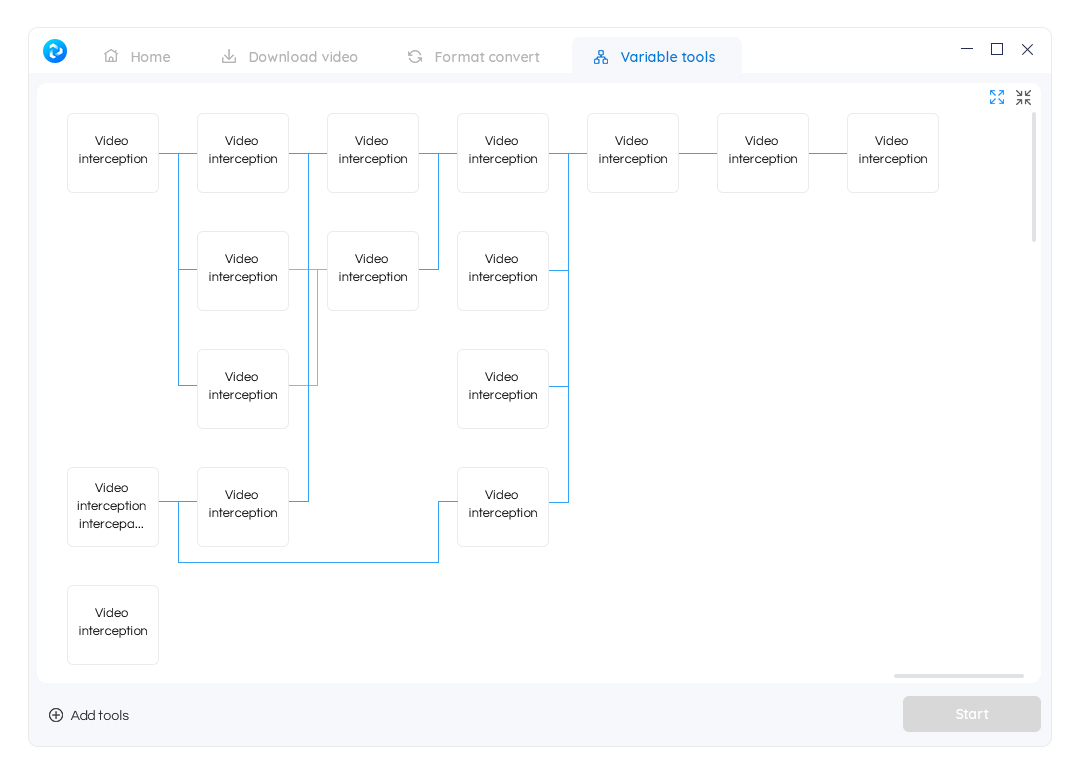 Home
Download video
Format convert
Variable tools
Video
interception
Video
interception
Video
interception
Video
interception
Video
interception
Video
interception
Video
interception
Video
interception
Video
interception
Video
interception
Video
interception
Video
interception
Video
interception
intercepa...
Video
interception
Video
interception
Video
interception
Add tools
Start